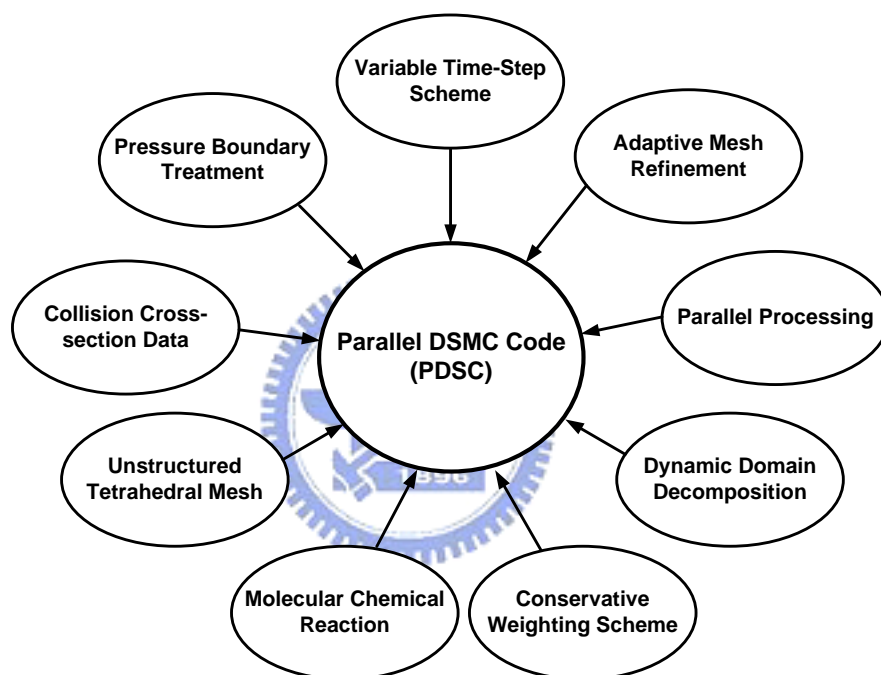 Variable Time-Step
Scheme
Pressure Boundary
Treatment
Adaptive Mesh
Refinement
Collision Cross-
section Data
Parallel DSMC Code
(PDSC)
Parallel Processing
Unstructured
Tetrahedral Mesh
Dynamic Domain
Decomposition
Molecular Chemical
Reaction
Conservative
Weighting Scheme